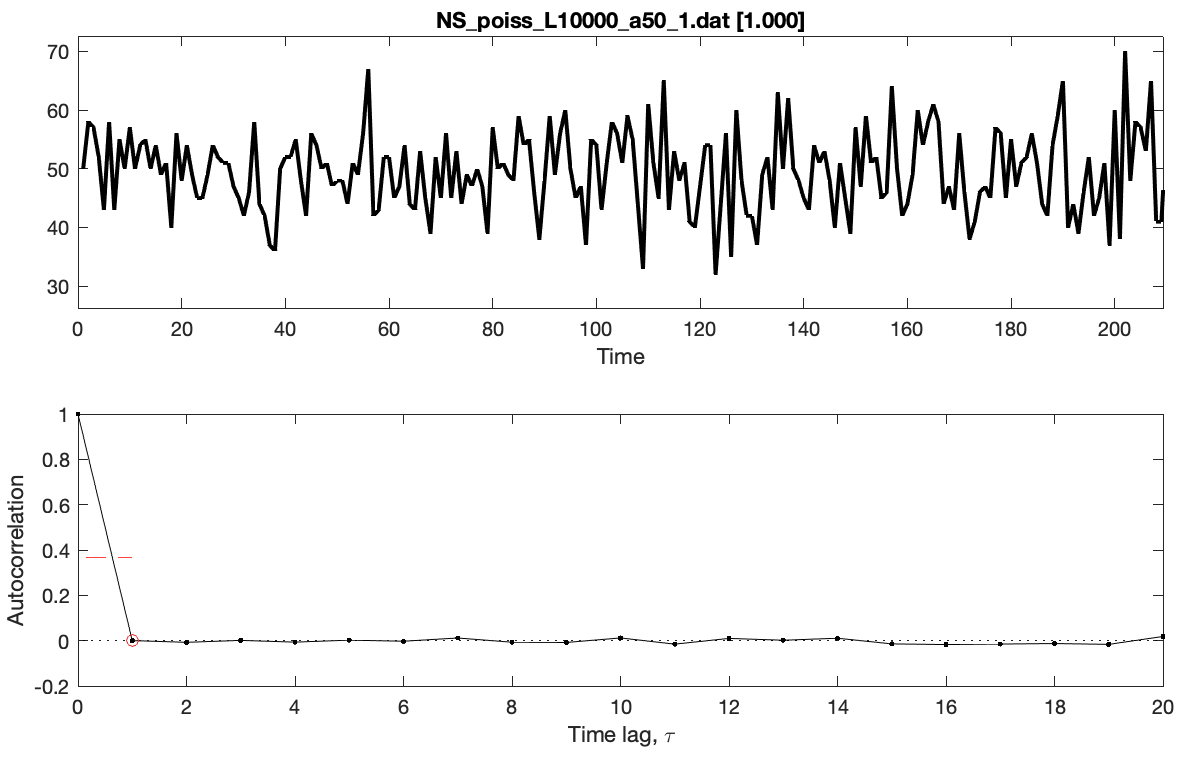 NS_poiss_L10000_a50_1.dat [1.000]
70
60
50
40
30
0 20 40 60 80 100 120 140 160 180 200
Time
1
0.8
0.6
0.4
0.2
0
-0.2
Autocorrelation
0 2 4 6 8 10 12 14 16 18 20
Time lag, τ